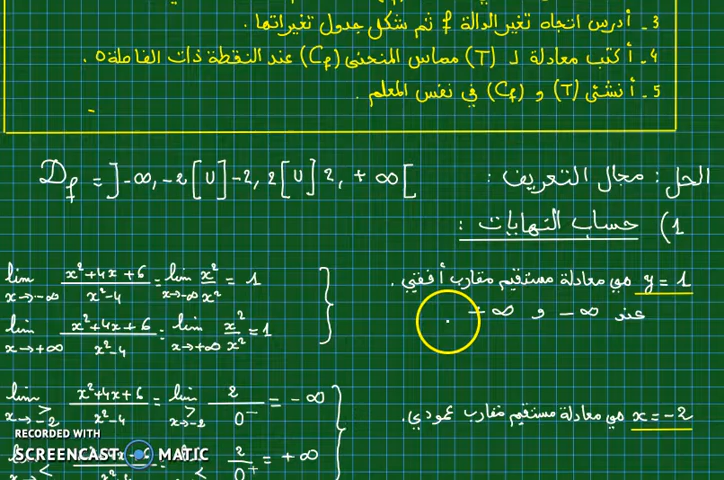 3 ـ أدرس اتجاه تغير الدالة f ثم شكل جدول تغيراتها .
4 ـ أكتب معادلة لـ (T) مماس المنحنى (Cf) عند النقطة ذات الفاصلة 0 .
5 ـ أنشئ (T) و (Cf) في نفس المعلم .
الحل : مجال التعريف : Df = ]-∞, -2[ U ]-2, 2[ U ]2, +∞[
1) حساب النهايات :
lim x→-∞ (x²+4x+6)/(x²-4) = lim x→-∞ x²/x² = 1
lim x→+∞ (x²+4x+6)/(x²-4) = lim x→+∞ x²/x² = 1
y = 1 هي معادلة مستقيم مقارب أفقي .
عند -∞ و +∞ .
lim x→>-2 (x²+4x+6)/(x²-4) = lim x→>-2 2/0⁻ = -∞
x = -2 هي معادلة مستقيم مقارب عمودي .
RECORDED WITH
SCREENCAST MATIC
2/0⁺ = +∞